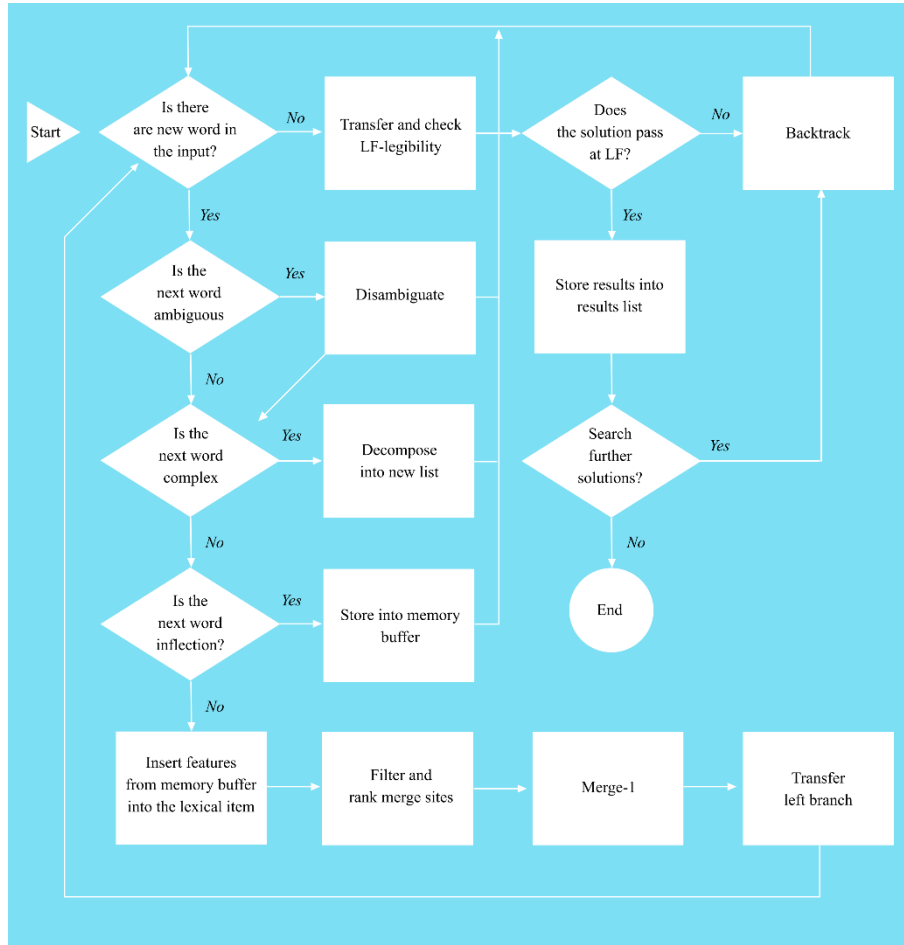 Start
Is there
are new word in
the input?
No
Transfer and check
LF-legibility
Does
the solution pass
at LF?
No
Backtrack
Yes
Yes
Is the
next word
ambiguous
Yes
Disambiguate
Store results into
results list
No
Is the
next word
complex
Yes
Decompose
into new list
Search
further
solutions?
Yes
No
No
Is the
next word
inflection?
Yes
Store into memory
buffer
End
No
Insert features
from memory buffer
into the lexical item
Filter and
rank merge sites
Merge-1
Transfer
left branch